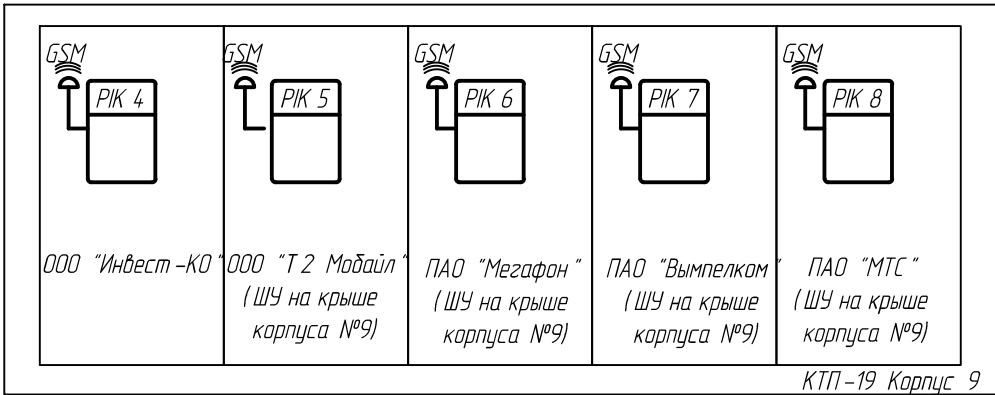 GSM
PIK 4
ООО "Инвест-КО"
GSM
PIK 5
ООО "Т2 Мобайл"
(ШУ на крыше
корпуса №9)
GSM
PIK 6
ПАО "Мегафон"
(ШУ на крыше
корпуса №9)
GSM
PIK 7
ПАО "Вымпелком"
(ШУ на крыше
корпуса №9)
GSM
PIK 8
ПАО "МТС"
(ШУ на крыше
корпуса №9)
КТП-19 Корпус 9